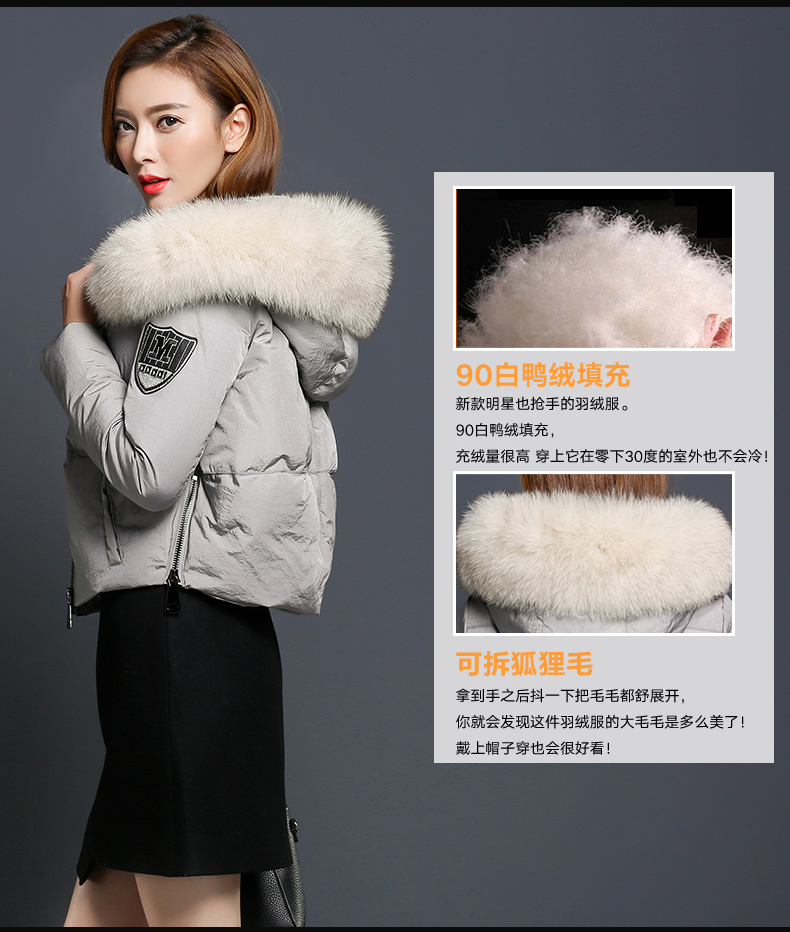 M
90白鸭绒填充
新款明星也抢手的羽绒服。
90白鸭绒填充，
充绒量很高 穿上它在零下30度的室外也不会冷！
可拆狐狸毛
拿到手之后抖一下把毛毛都舒展开，
你就会发现这件羽绒服的大毛毛是多么美了！
戴上帽子穿也会很好看！